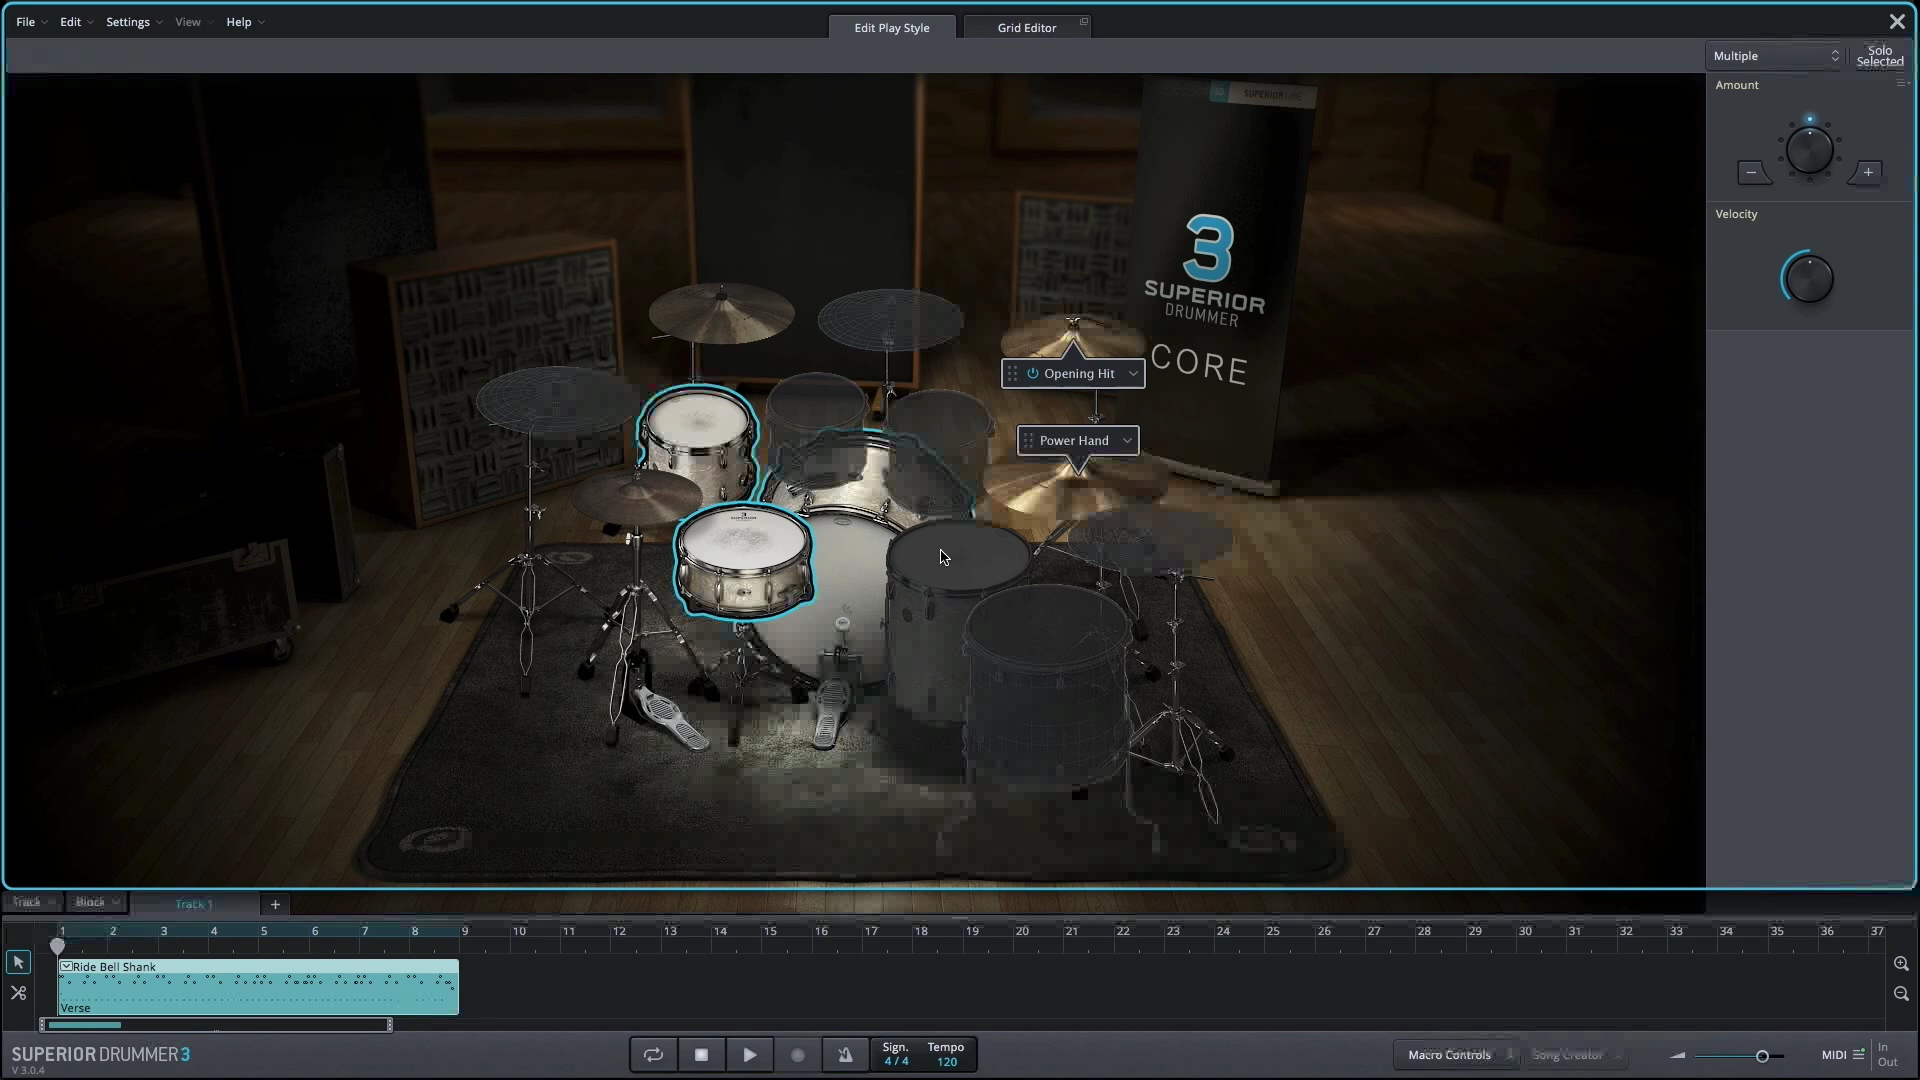 File Edit Settings View Help
Edit Play Style
Grid Editor
Multiple
Solo Selected
Amount
SUPERIOR LINE
Velocity
3
SUPERIOR
DRUMMER
CORE
Opening Hit
Power Hand
Track Block Track 1 +
1 2 3 4 5 6 7 8 9 10 11 12 13 14 15 16 17 18 19 20 21 22 23 24 25 26 27 28 29 30 31 32 33 34 35 36 37
Ride Bell Shank
Verse
SUPERIOR DRUMMER 3
V 3.0.4
Sign. Tempo
4 / 4 120
Macro Controls
Song Creator
MIDI
In
Out